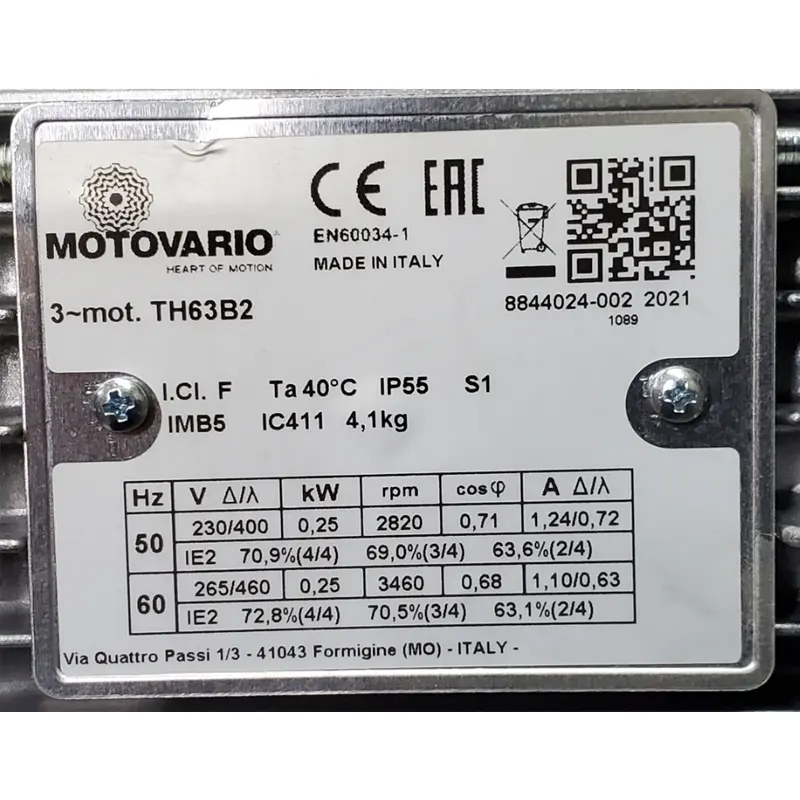 MOTOVARIO
HEART OF MOTION
CE EAC
EN60034-1
MADE IN ITALY
8844024-002 2021
1089
3~mot. TH63B2
I.Cl. F Ta 40°C IP55 S1
IMB5 IC411 4,1kg
Hz V Δ/λ kW rpm cosφ A Δ/λ
50 230/400 0,25 2820 0,71 1,24/0,72
IE2 70,9%(4/4) 69,0%(3/4) 63,6%(2/4)
60 265/460 0,25 3460 0,68 1,10/0,63
IE2 72,8%(4/4) 70,5%(3/4) 63,1%(2/4)
Via Quattro Passi 1/3 - 41043 Formigine (MO) - ITALY -